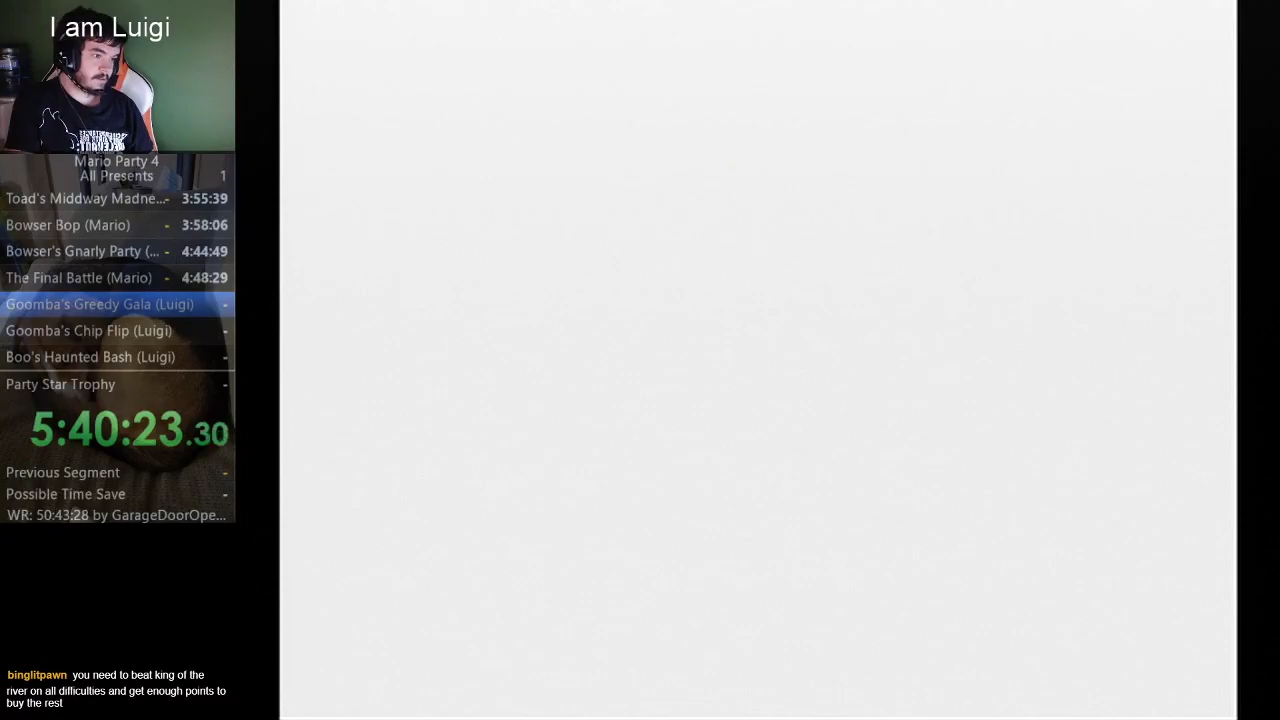 I am Luigi
Mario Party 4
All Presents 1
Toad's Middway Madne... - 3:55:39
Bowser Bop (Mario) - 3:58:06
Bowser's Gnarly Party (... - 4:44:49
The Final Battle (Mario) - 4:48:29
Goomba's Greedy Gala (Luigi) -
Goomba's Chip Flip (Luigi) -
Boo's Haunted Bash (Luigi) -
Party Star Trophy -
5:40:23.30
Previous Segment -
Possible Time Save -
WR: 50:43:28 by GarageDoorOpe...
binglitpawn you need to beat king of the
river on all difficulties and get enough points to
buy the rest